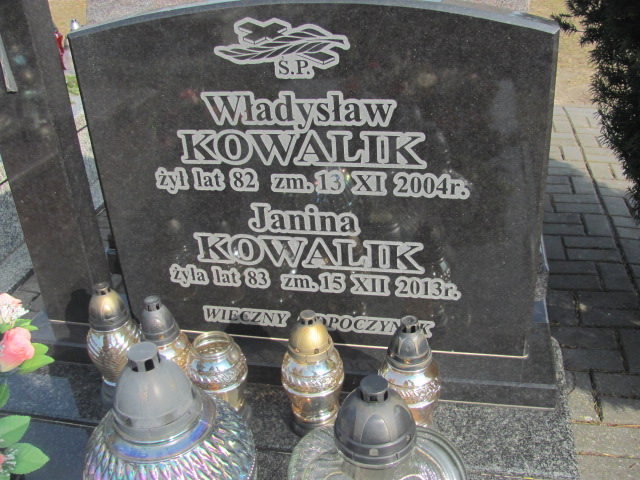 Ś.P.
Władysław
KOWALIK
żył lat 82 zm. 13 XI 2004r.
Janina
KOWALIK
żyła lat 83 zm. 15 XII 2013r.
WIECZNY